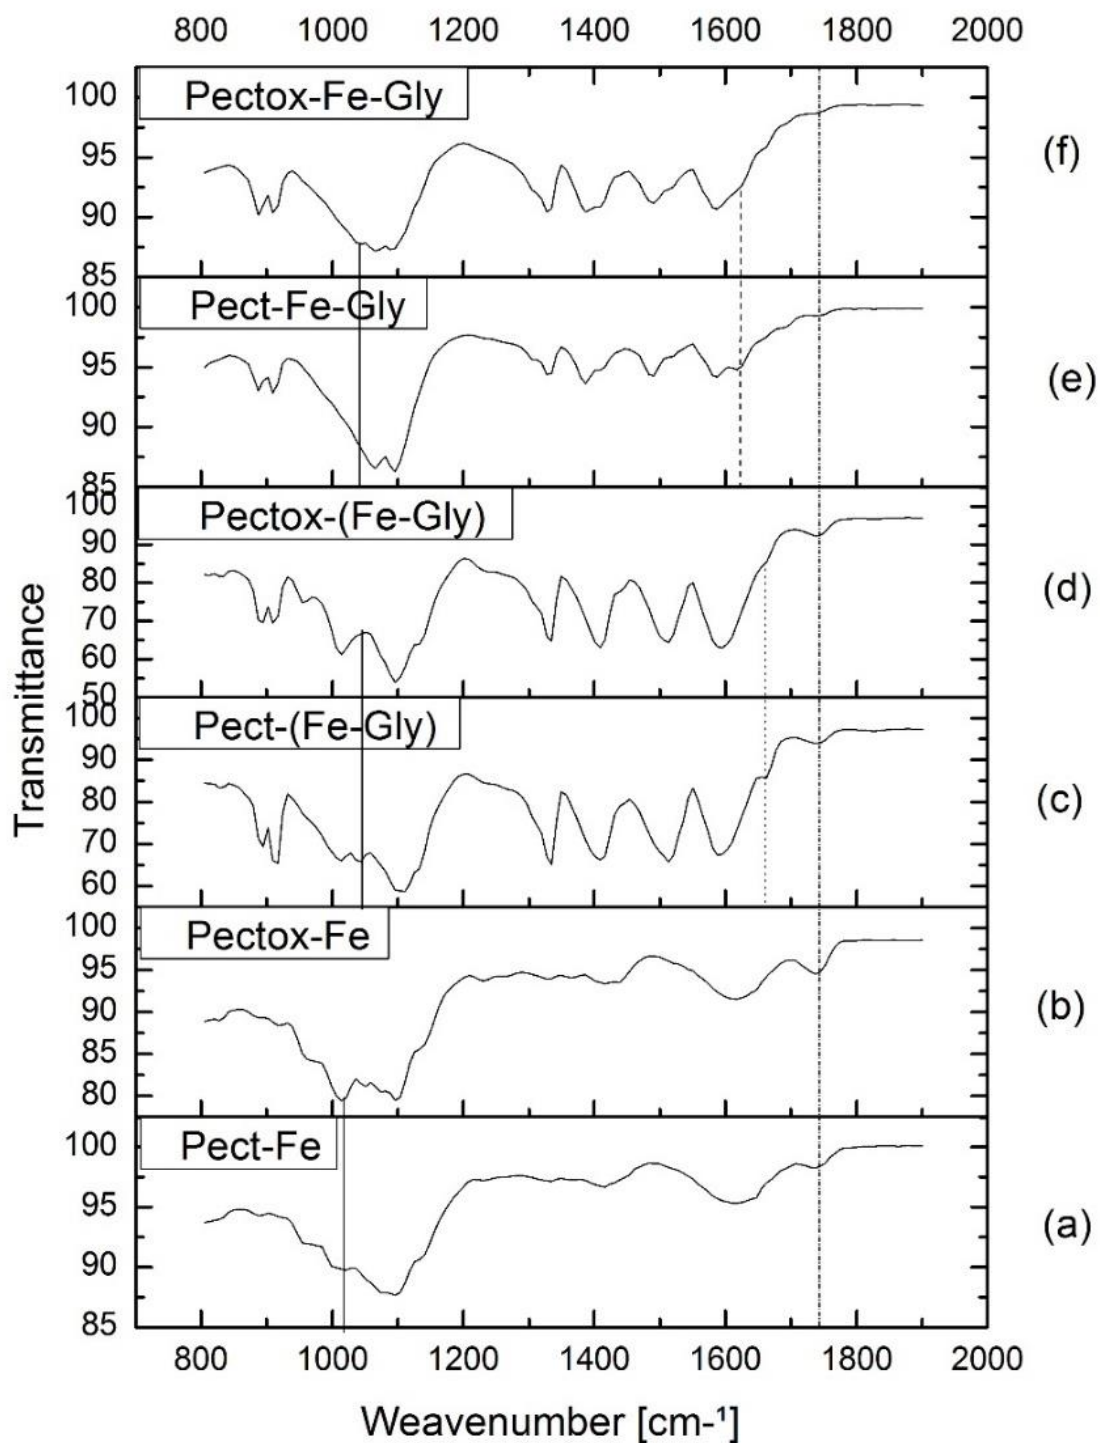 800 1000 1200 1400 1600 1800 2000
Pectox-Fe-Gly
100
95
90
85
(f)
Pect-Fe-Gly
100
95
90
85
(e)
Pectox-(Fe-Gly)
100
90
80
70
60
50
(d)
Pect-(Fe-Gly)
100
90
80
70
60
(c)
Pectox-Fe
100
95
90
85
80
(b)
Pect-Fe
100
95
90
85
(a)
Transmittance
800 1000 1200 1400 1600 1800 2000
Weavenumber [cm-¹]